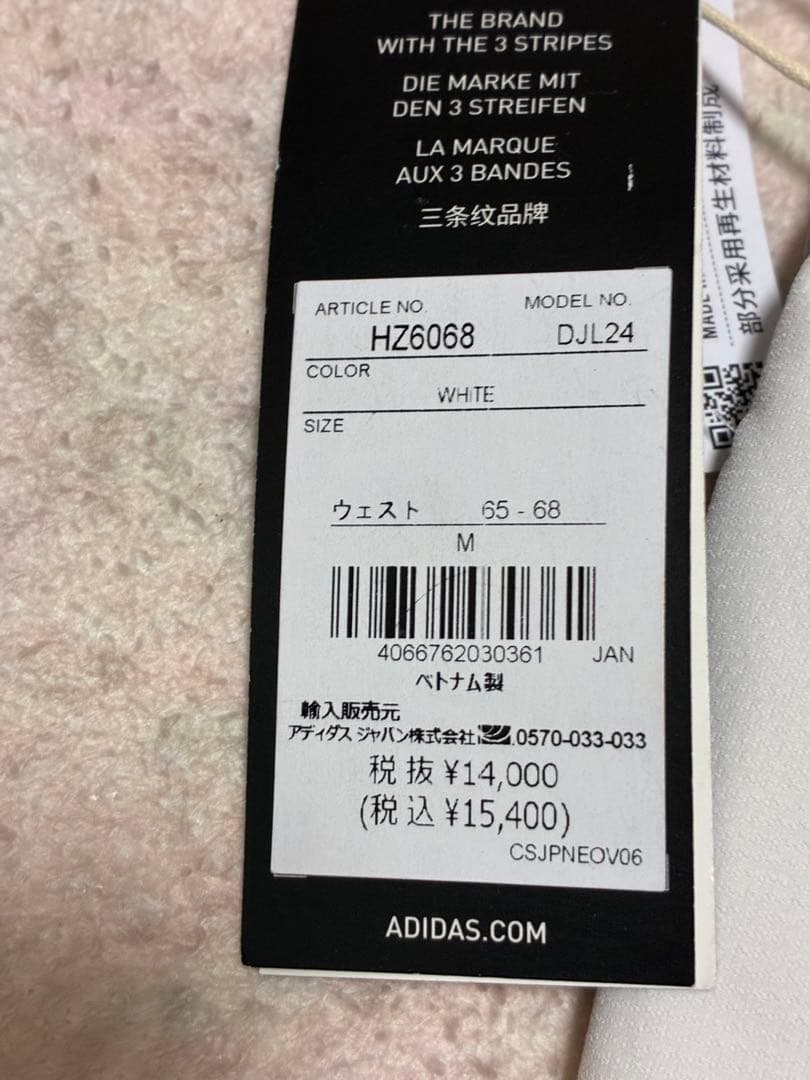 THE BRAND
WITH THE 3 STRIPES
DIE MARKE MIT
DEN 3 STREIFEN
LA MARQUE
AUX 3 BANDES
三条纹品牌
ARTICLE NO.
MODEL NO.
HZ6068
DJL24
COLOR
WHITE
SIZE
ウェスト 65 - 68
M
4066762030361 JAN
ベトナム製
輸入販売元
アディダス ジャパン株式会社 0570-033-033
税抜 ¥14,000
(税込 ¥15,400)
CSJPNEOV06
ADIDAS.COM
MADE
部分采用再生材料制成